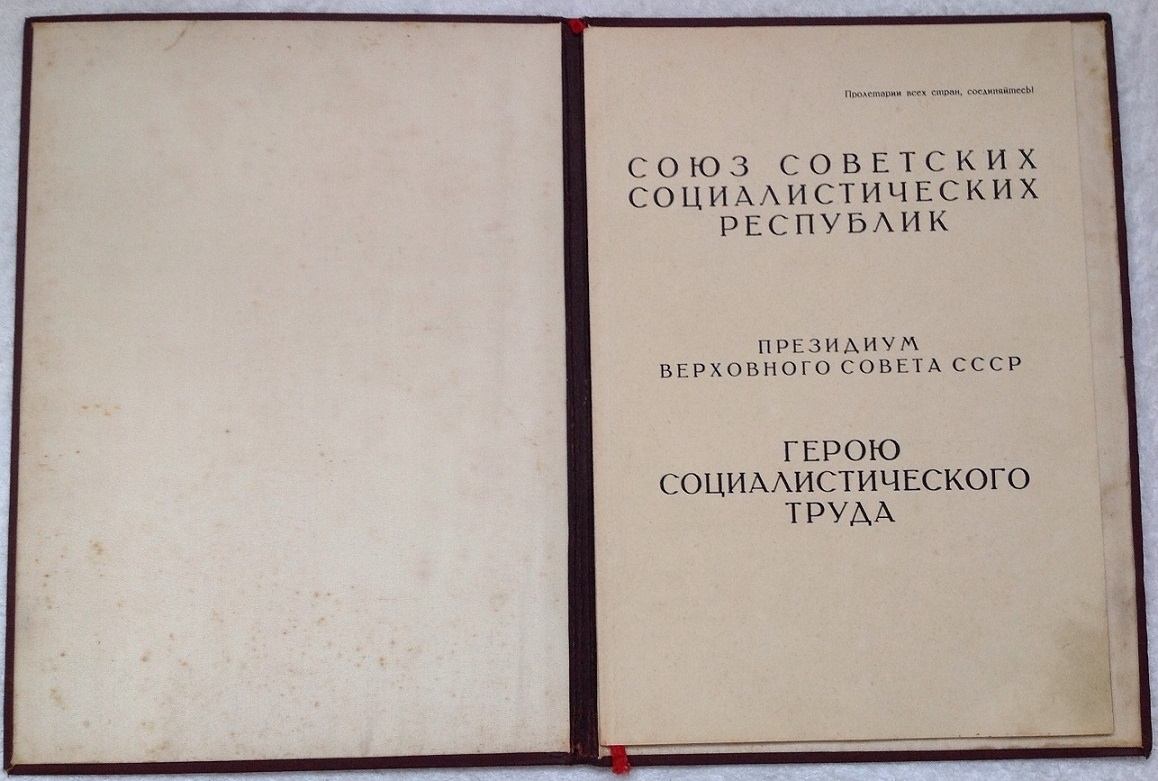 Пролетарии всех стран, соединяйтесь!
СОЮЗ СОВЕТСКИХ
СОЦИАЛИСТИЧЕСКИХ
РЕСПУБЛИК
ПРЕЗИДИУМ
ВЕРХОВНОГО СОВЕТА СССР
ГЕРОЮ
СОЦИАЛИСТИЧЕСКОГО
ТРУДА